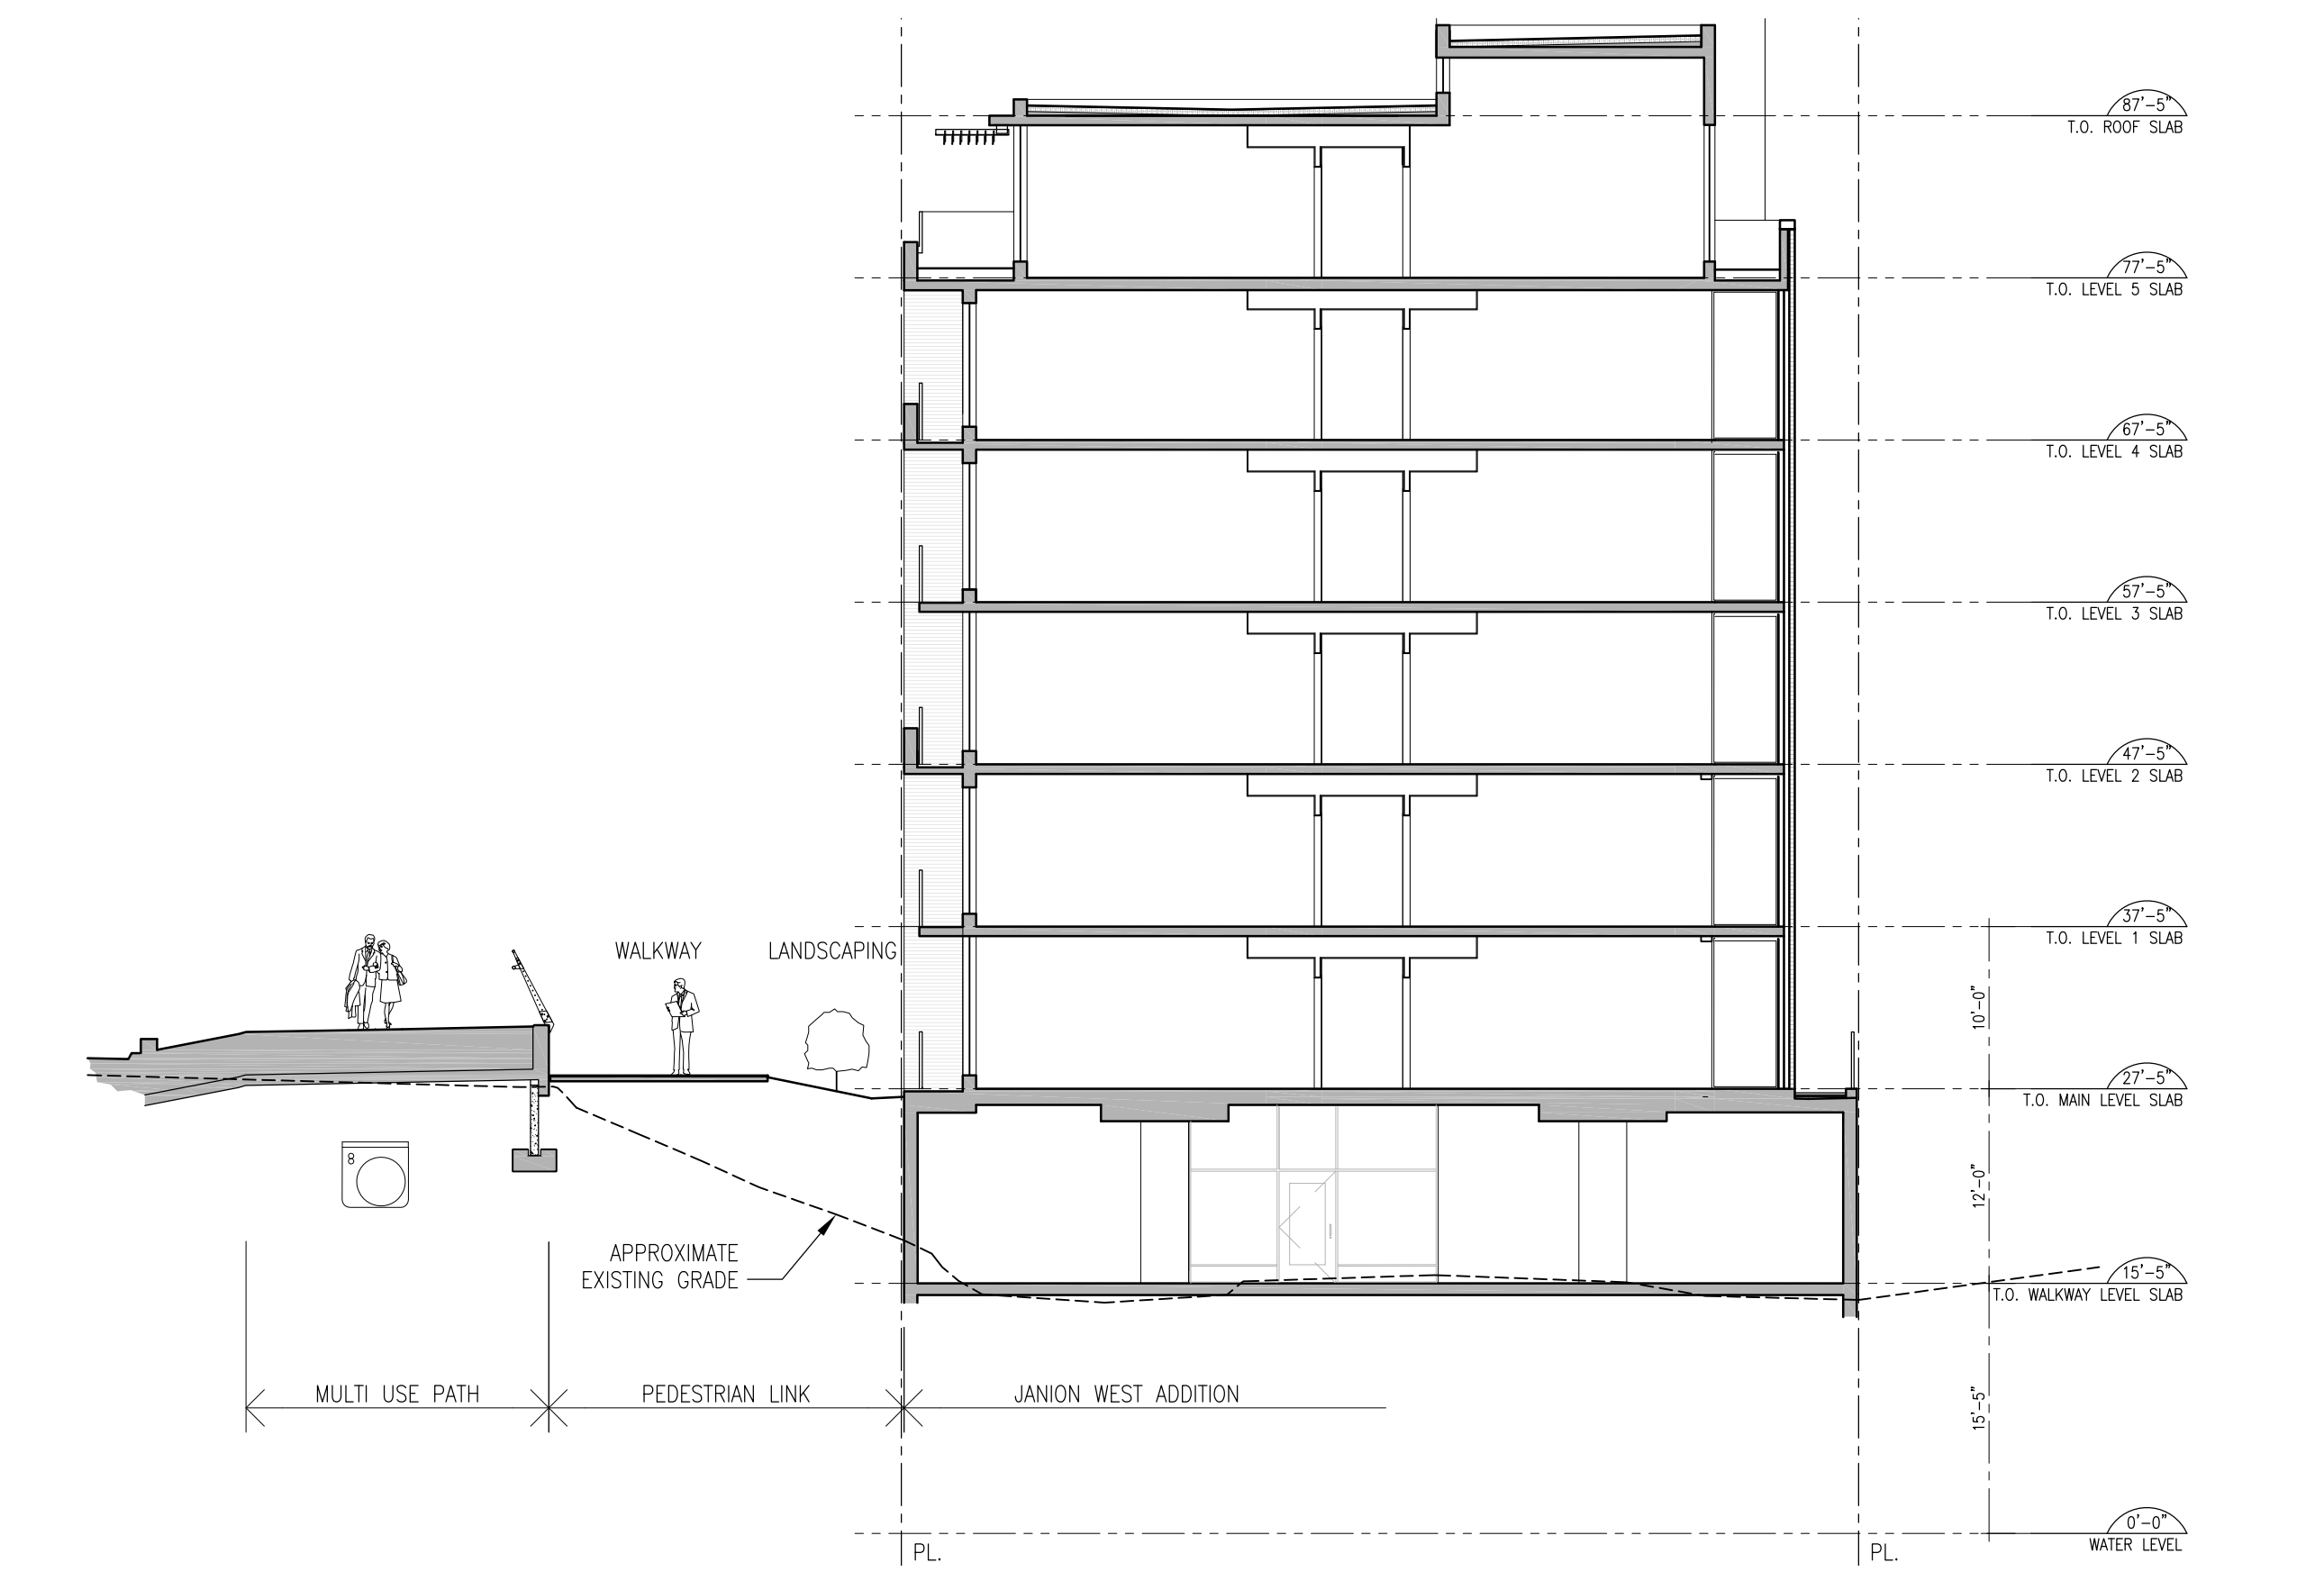 87'-5"
T.O. ROOF SLAB
77'-5"
T.O. LEVEL 5 SLAB
67'-5"
T.O. LEVEL 4 SLAB
57'-5"
T.O. LEVEL 3 SLAB
47'-5"
T.O. LEVEL 2 SLAB
37'-5"
T.O. LEVEL 1 SLAB
WALKWAY
LANDSCAPING
10'-0"
27'-5"
T.O. MAIN LEVEL SLAB
8
12'-0"
APPROXIMATE
EXISTING GRADE
15'-5"
T.O. WALKWAY LEVEL SLAB
MULTI USE PATH
PEDESTRIAN LINK
JANION WEST ADDITION
15'-5"
0'-0"
WATER LEVEL
PL.
PL.